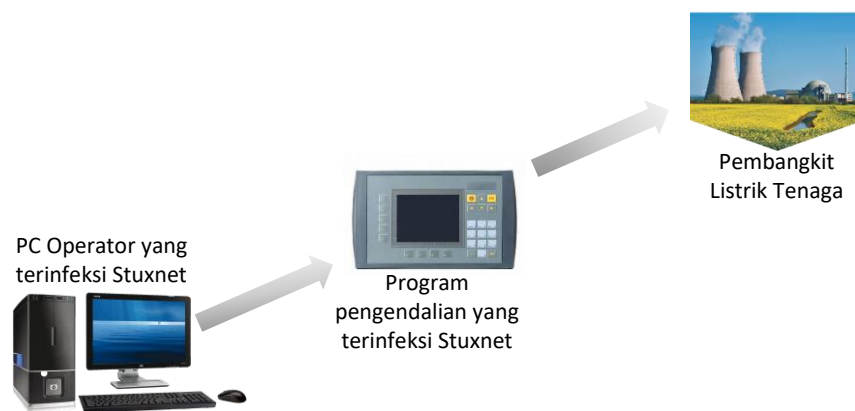 PC Operator yang
terinfeksi Stuxnet
Program
pengendalian yang
terinfeksi Stuxnet
Pembangkit
Listrik Tenaga